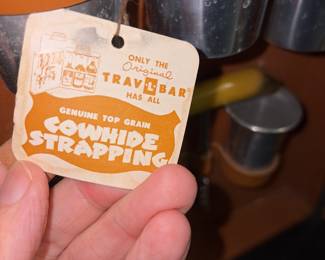 ONLY THE
Original
TRAV-L-BAR
HAS ALL
GENUINE TOP GRAIN
COWHIDE
STRAPPING